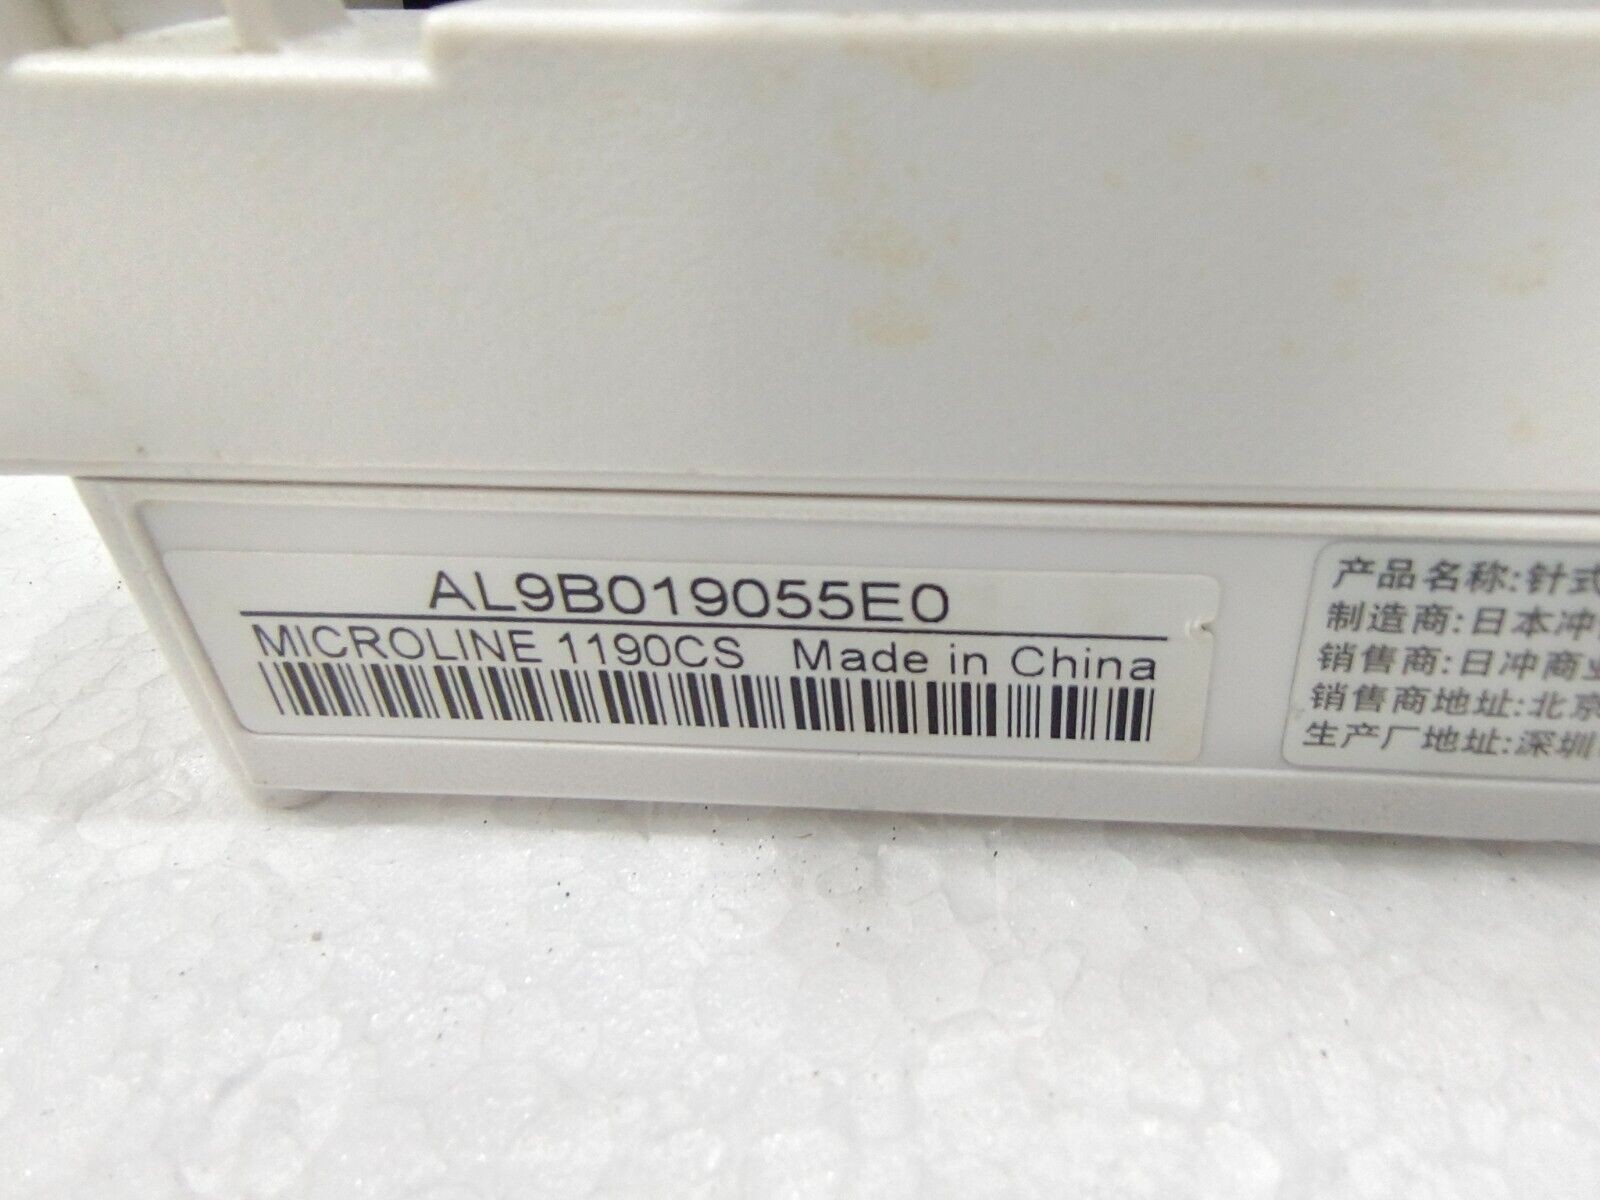 AL9B019055E0
MICROLINE 1190CS Made in China
产品名称:针式
制造商:日本冲
销售商:日冲商业
销售商地址:北京
生产厂地址:深圳